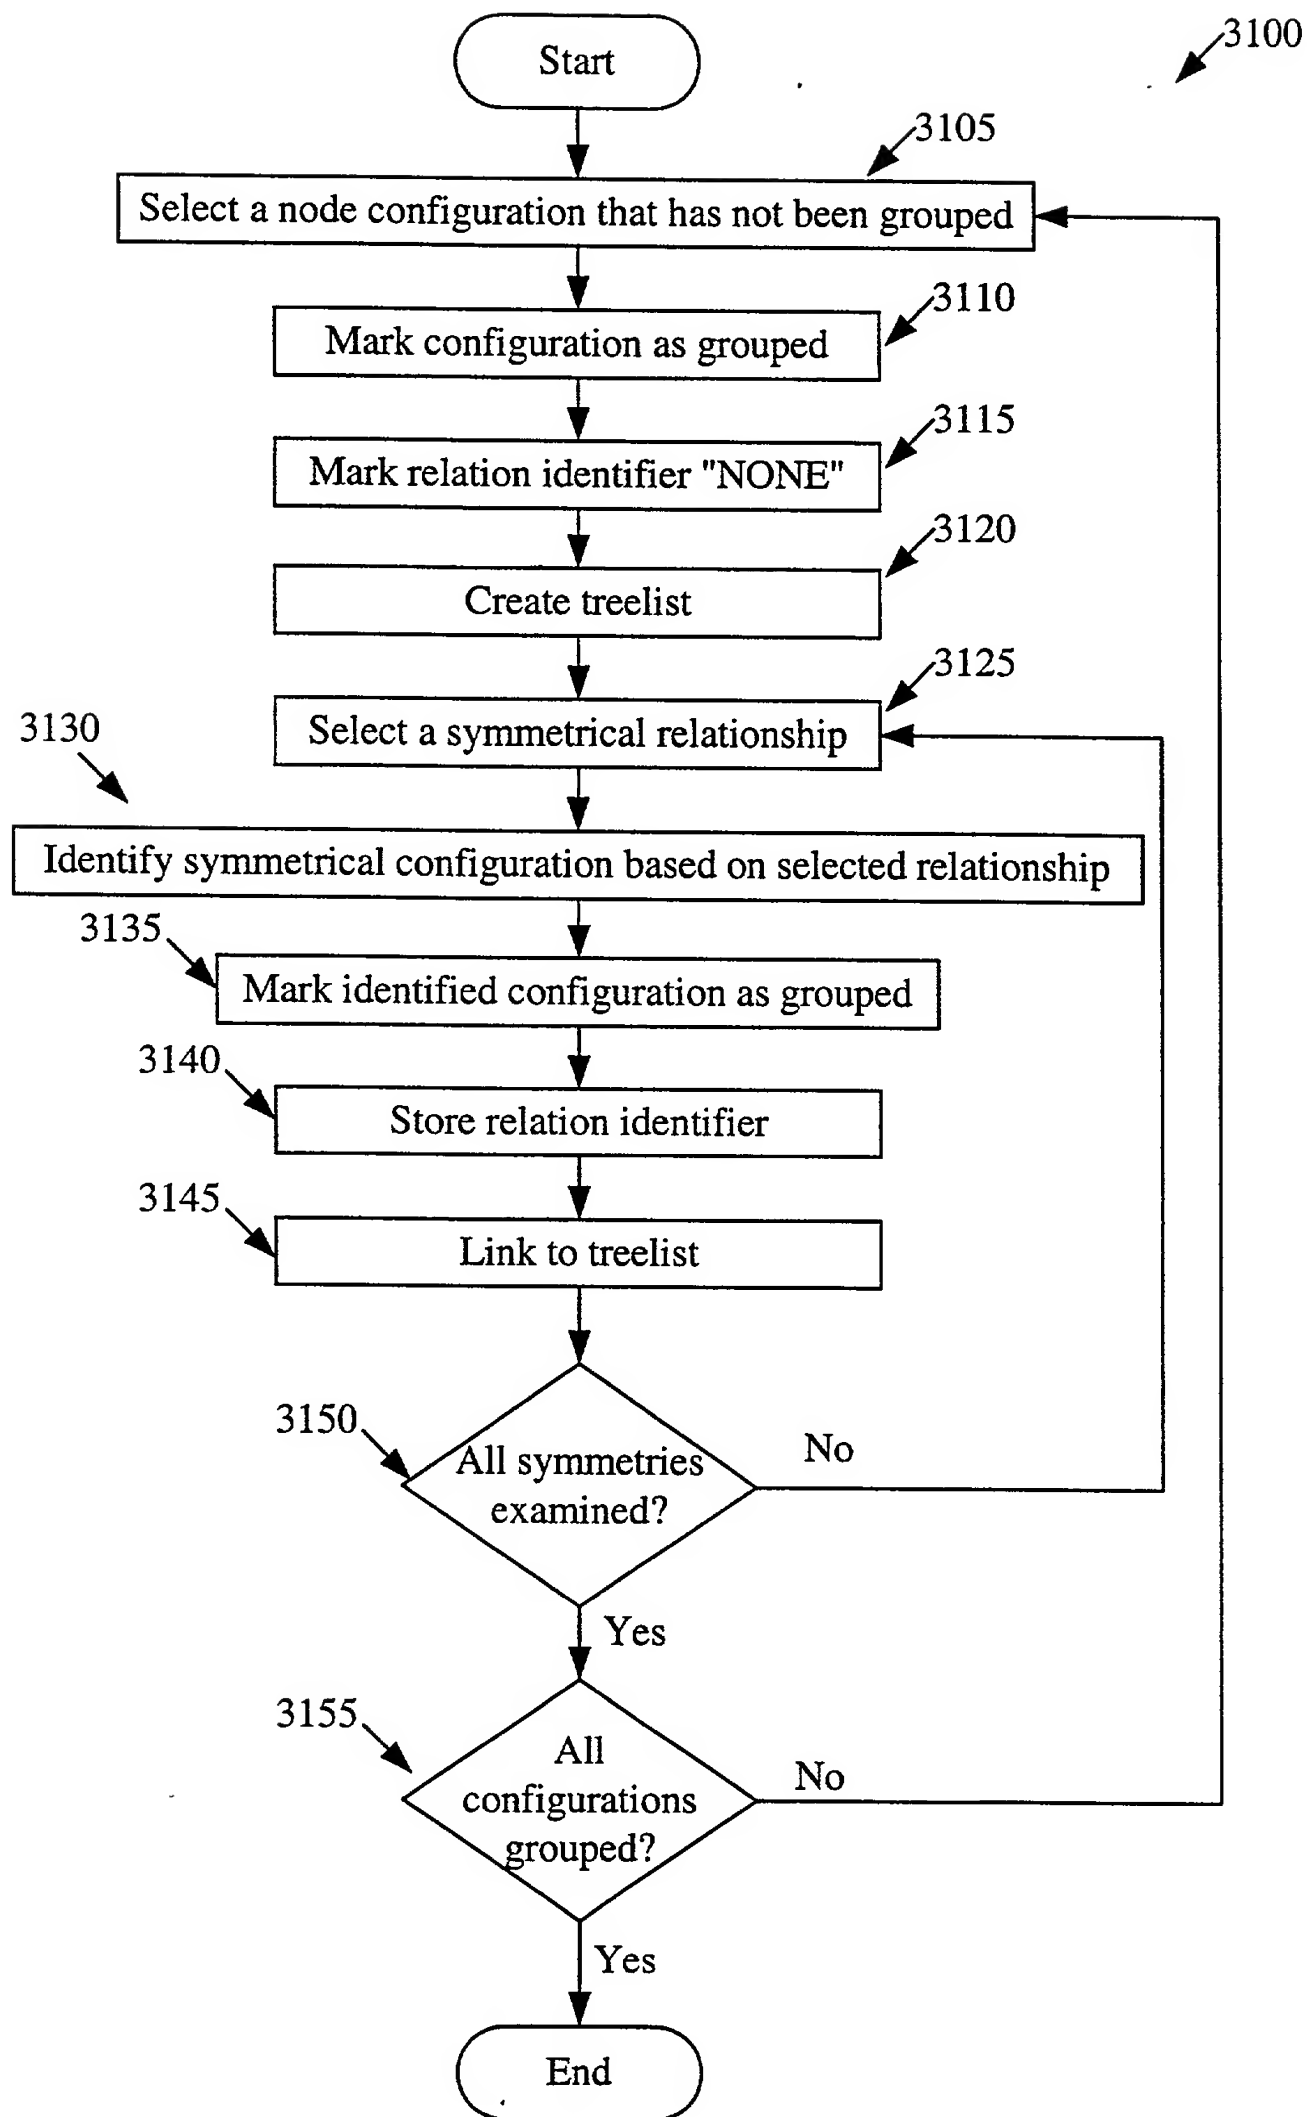 3100
Start
3105
Select a node configuration that has not been grouped
3110
Mark configuration as grouped
3115
Mark relation identifier "NONE"
3120
Create treelist
3125
Select a symmetrical relationship
3130
Identify symmetrical configuration based on selected relationship
3135
Mark identified configuration as grouped
3140
Store relation identifier
3145
Link to treelist
3150
All symmetries
examined?
No
Yes
3155
All
configurations
grouped?
No
Yes
End